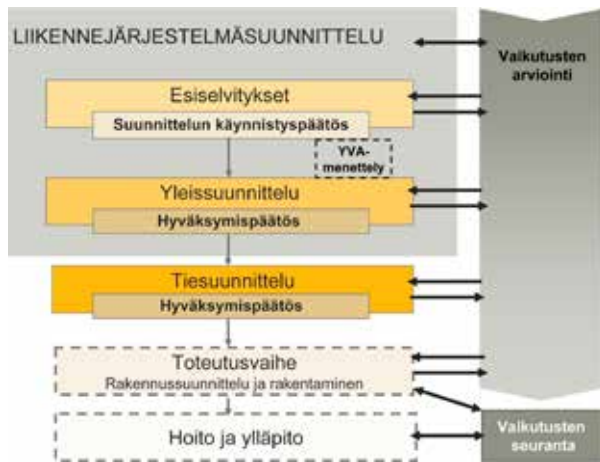 LIIKENNEJÄRJESTELMÄSUUNNITTELU
Vaikutusten
arviointi
Esiselvitykset
Suunnittelun käynnistyspäätös
YVA-
menettely
Yleissuunnittelu
Hyväksymispäätös
Tiesuunnittelu
Hyväksymispäätös
Toteutusvaihe
Rakennussuunnittelu ja rakentaminen
Hoito ja ylläpito
Vaikutusten
seuranta